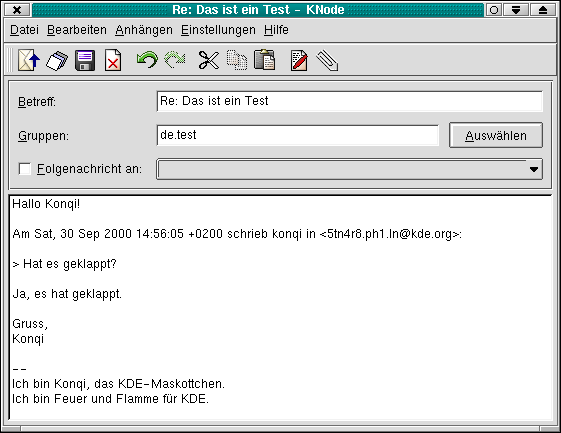 Re: Das ist ein Test - KNode
Datei Bearbeiten Anhängen Einstellungen Hilfe
Betreff: Re: Das ist ein Test
Gruppen: de.test Auswählen
Folgenachricht an:
Hallo Konqi!
Am Sat, 30 Sep 2000 14:56:05 +0200 schrieb konqi in <5tn4r8.ph1.ln@kde.org>:
> Hat es geklappt?
Ja, es hat geklappt.
Gruss,
Konqi
--
Ich bin Konqi, das KDE-Maskottchen.
Ich bin Feuer und Flamme für KDE.